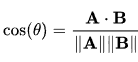 cos(θ) = A · B / ‖A‖‖B‖